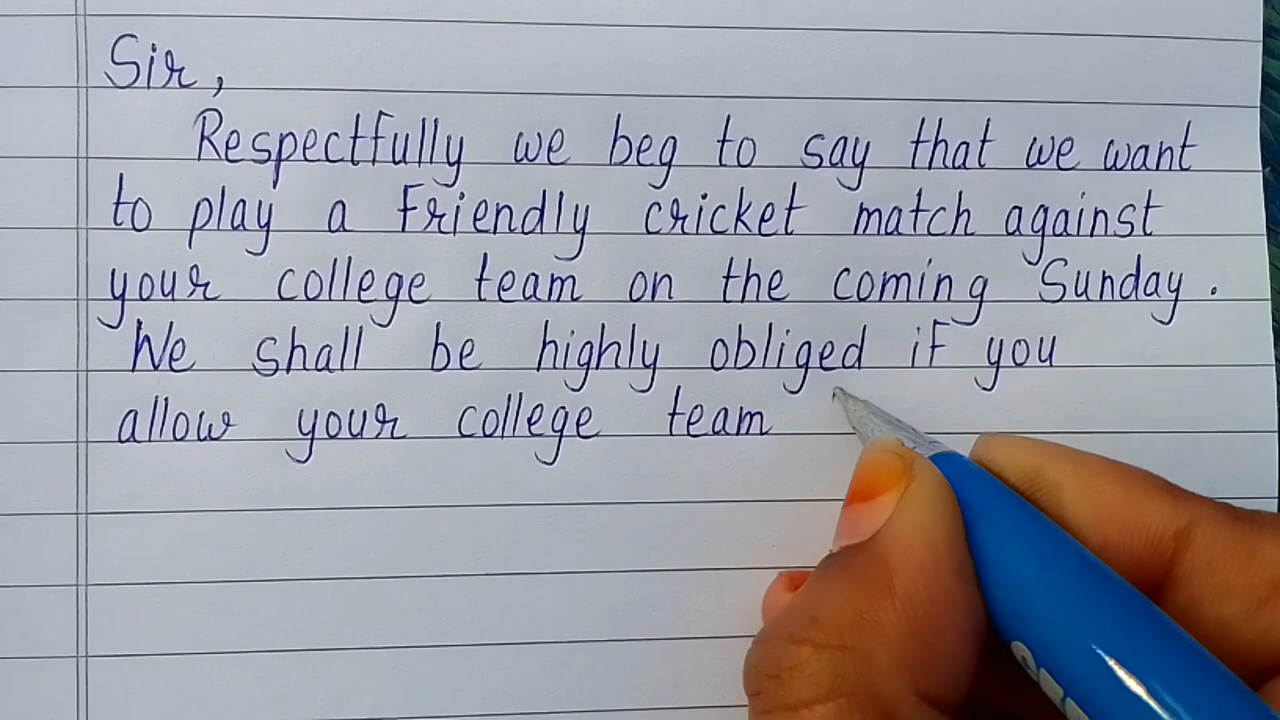 Sir,
Respectfully we beg to say that we want
to play a friendly cricket match against
your college team on the coming Sunday.
We shall be highly obliged if you
allow your college team